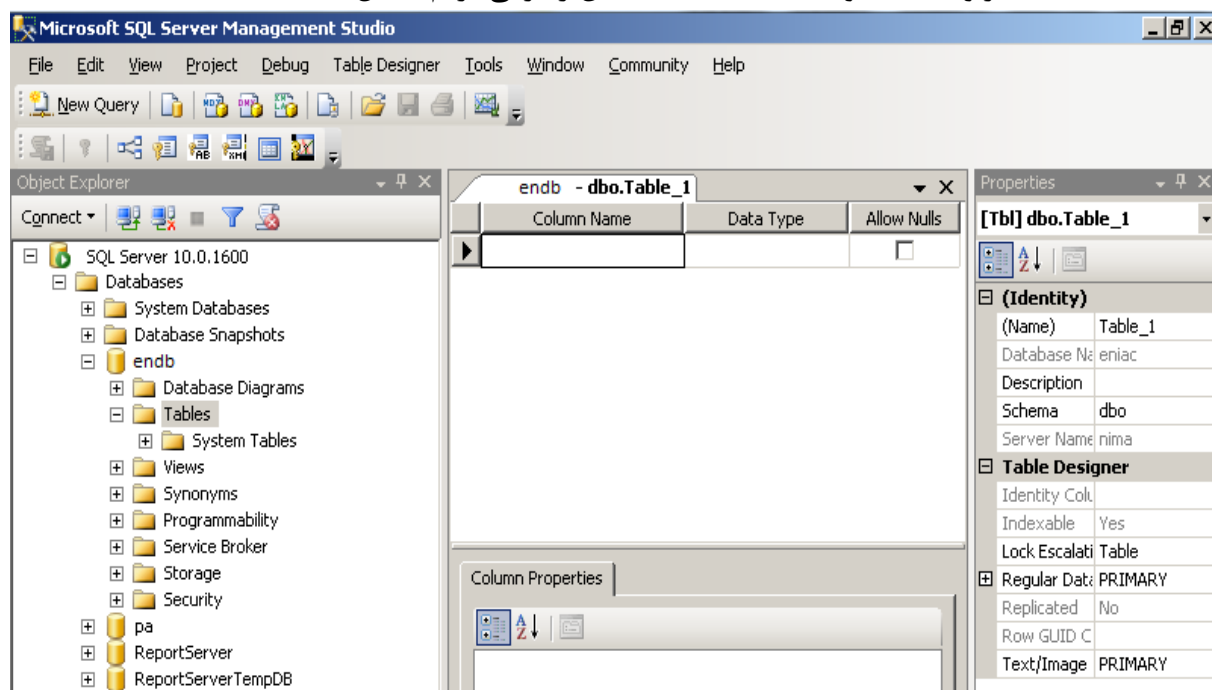 Microsoft SQL Server Management Studio
File Edit View Project Debug Table Designer Tools Window Community Help
New Query
Object Explorer
Connect
SQL Server 10.0.1600
Databases
System Databases
Database Snapshots
endb
Database Diagrams
Tables
System Tables
Views
Synonyms
Programmability
Service Broker
Storage
Security
pa
ReportServer
ReportServerTempDB
endb - dbo.Table_1
Column Name Data Type Allow Nulls
Column Properties
Properties
[Tbl] dbo.Table_1
(Identity)
(Name) Table_1
Database Na eniac
Description
Schema dbo
Server Name nima
Table Designer
Identity Colu
Indexable Yes
Lock Escalati Table
Regular Data PRIMARY
Replicated No
Row GUID C
Text/Image PRIMARY